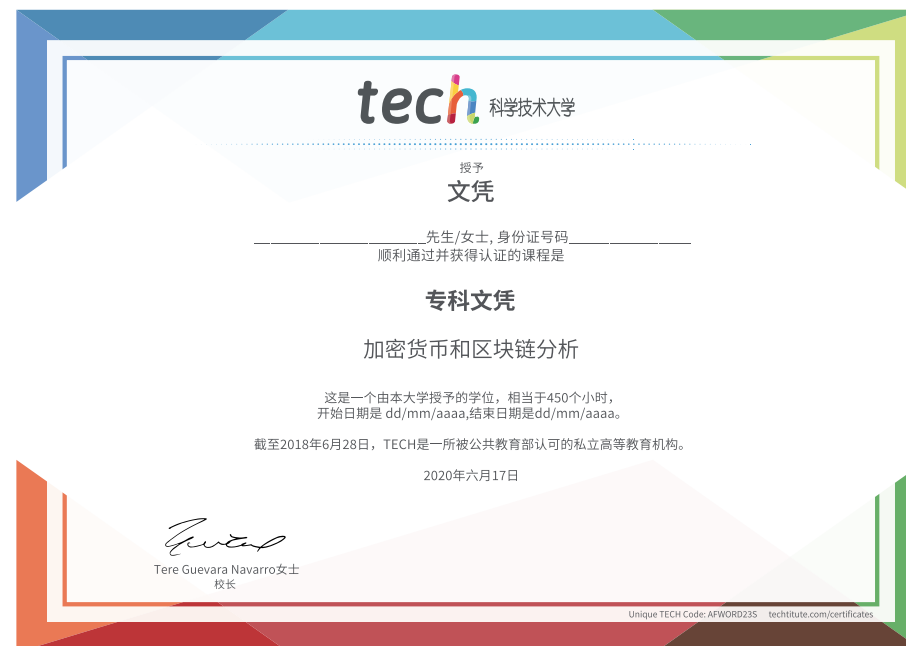 tech 科学技术大学
授予
文凭
______________________先生/女士, 身份证号码_______________
顺利通过并获得认证的课程是
专科文凭
加密货币和区块链分析
这是一个由本大学授予的学位，相当于450个小时，
开始日期是 dd/mm/aaaa,结束日期是dd/mm/aaaa。
截至2018年6月28日，TECH是一所被公共教育部认可的私立高等教育机构。
2020年六月17日
Tere Guevara Navarro女士
校长
Unique TECH Code: AFWORD23S techtitute.com/certificates